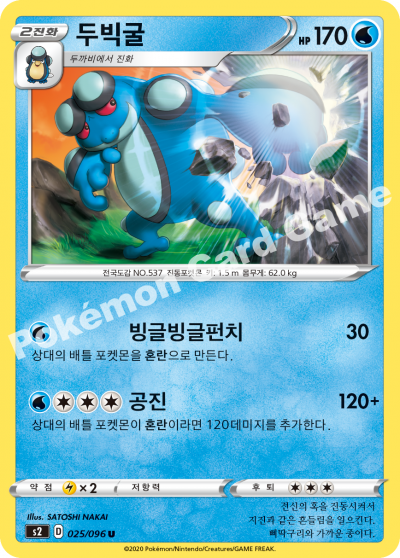 2진화
두빅굴
HP 170
두까비에서 진화
전국도감 NO.537 진동포켓몬 키: 1.5 m 몸무게: 62.0 kg
Pokémon Card Game
빙글빙글펀치 30
상대의 배틀 포켓몬을 혼란으로 만든다.
공진 120+
상대의 배틀 포켓몬이 혼란이라면 120데미지를 추가한다.
약점 ×2 저항력 후퇴
Illus. SATOSHI NAKAI
전신의 혹을 진동시켜서
지진과 같은 흔들림을 일으킨다.
빡따구리와 가까운 종이다.
s2 D 025/096 U
©2020 Pokémon/Nintendo/Creatures/GAME FREAK.